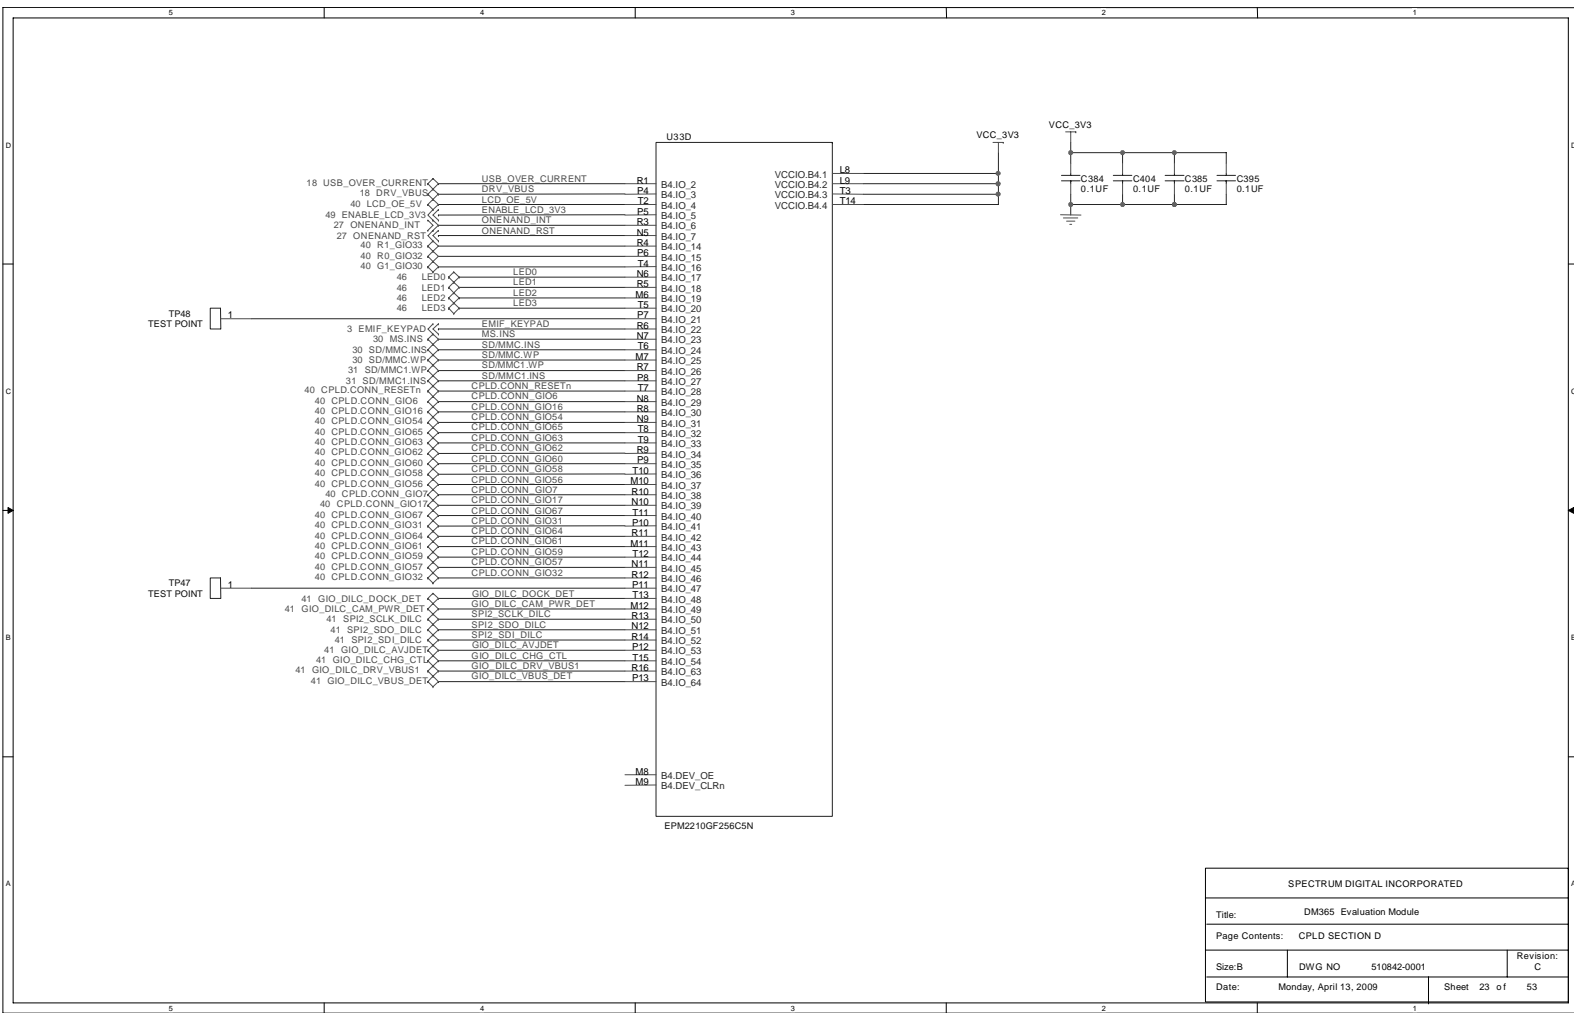 5 4 3 2 1
D D
C C
B B
A A
U33D
VCC_3V3
VCC_3V3
18 USB_OVER_CURRENT USB_OVER_CURRENT R1 B4.IO_2
18 DRV_VBUS DRV_VBUS P4 B4.IO_3
40 LCD_OE_5V LCD_OE_5V T2 B4.IO_4
49 ENABLE_LCD_3V3 ENABLE_LCD_3V3 P5 B4.IO_5
27 ONENAND_INT ONENAND_INT R3 B4.IO_6
27 ONENAND_RST ONENAND_RST N5 B4.IO_7
40 R1_GIO33 R4 B4.IO_14
40 R0_GIO32 P6 B4.IO_15
40 G1_GIO30 T4 B4.IO_16
46 LED0 LED0 N6 B4.IO_17
46 LED1 LED1 R5 B4.IO_18
46 LED2 LED2 M6 B4.IO_19
46 LED3 LED3 T5 B4.IO_20
TP48 1 P7 B4.IO_21
TEST POINT
3 EMIF_KEYPAD EMIF_KEYPAD R6 B4.IO_22
30 MS.INS MS.INS N7 B4.IO_23
30 SD/MMC.INS SD/MMC.INS T6 B4.IO_24
30 SD/MMC.WP SD/MMC.WP M7 B4.IO_25
31 SD/MMC1.WP SD/MMC1.WP R7 B4.IO_26
31 SD/MMC1.INS SD/MMC1.INS P8 B4.IO_27
40 CPLD.CONN_RESETn CPLD.CONN_RESETn T7 B4.IO_28
40 CPLD.CONN_GIO6 CPLD.CONN_GIO6 N8 B4.IO_29
40 CPLD.CONN_GIO16 CPLD.CONN_GIO16 R8 B4.IO_30
40 CPLD.CONN_GIO54 CPLD.CONN_GIO54 N9 B4.IO_31
40 CPLD.CONN_GIO65 CPLD.CONN_GIO65 T8 B4.IO_32
40 CPLD.CONN_GIO63 CPLD.CONN_GIO63 T9 B4.IO_33
40 CPLD.CONN_GIO62 CPLD.CONN_GIO62 R9 B4.IO_34
40 CPLD.CONN_GIO60 CPLD.CONN_GIO60 P9 B4.IO_35
40 CPLD.CONN_GIO58 CPLD.CONN_GIO58 T10 B4.IO_36
40 CPLD.CONN_GIO56 CPLD.CONN_GIO56 M10 B4.IO_37
40 CPLD.CONN_GIO7 CPLD.CONN_GIO7 R10 B4.IO_38
40 CPLD.CONN_GIO17 CPLD.CONN_GIO17 N10 B4.IO_39
40 CPLD.CONN_GIO67 CPLD.CONN_GIO67 T11 B4.IO_40
40 CPLD.CONN_GIO31 CPLD.CONN_GIO31 P10 B4.IO_41
40 CPLD.CONN_GIO64 CPLD.CONN_GIO64 R11 B4.IO_42
40 CPLD.CONN_GIO61 CPLD.CONN_GIO61 M11 B4.IO_43
40 CPLD.CONN_GIO59 CPLD.CONN_GIO59 T12 B4.IO_44
40 CPLD.CONN_GIO57 CPLD.CONN_GIO57 N11 B4.IO_45
40 CPLD.CONN_GIO32 CPLD.CONN_GIO32 R12 B4.IO_46
TP47 1 P11 B4.IO_47
TEST POINT
41 GIO_DILC_DOCK_DET GIO_DILC_DOCK_DET T13 B4.IO_48
41 GIO_DILC_CAM_PWR_DET GIO_DILC_CAM_PWR_DET M12 B4.IO_49
41 SPI2_SCLK_DILC SPI2_SCLK_DILC R13 B4.IO_50
41 SPI2_SDO_DILC SPI2_SDO_DILC N12 B4.IO_51
41 SPI2_SDI_DILC SPI2_SDI_DILC R14 B4.IO_52
41 GIO_DILC_AVJDET GIO_DILC_AVJDET P12 B4.IO_53
41 GIO_DILC_CHG_CTL GIO_DILC_CHG_CTL T15 B4.IO_54
41 GIO_DILC_DRV_VBUS1 GIO_DILC_DRV_VBUS1 R16 B4.IO_63
41 GIO_DILC_VBUS_DET GIO_DILC_VBUS_DET P13 B4.IO_64
M8 B4.DEV_OE
M9 B4.DEV_CLRn
VCCIO.B4.1 L8
VCCIO.B4.2 L9
VCCIO.B4.3 T3
VCCIO.B4.4 T14
C384 C404 C385 C395
0.1UF 0.1UF 0.1UF 0.1UF
EPM2210GF256C5N
SPECTRUM DIGITAL INCORPORATED
Title: DM365 Evaluation Module
Page Contents: CPLD SECTION D
Size:B DWG NO 510842-0001 Revision: C
Date: Monday, April 13, 2009 Sheet 23 of 53
5 4 3 2 1